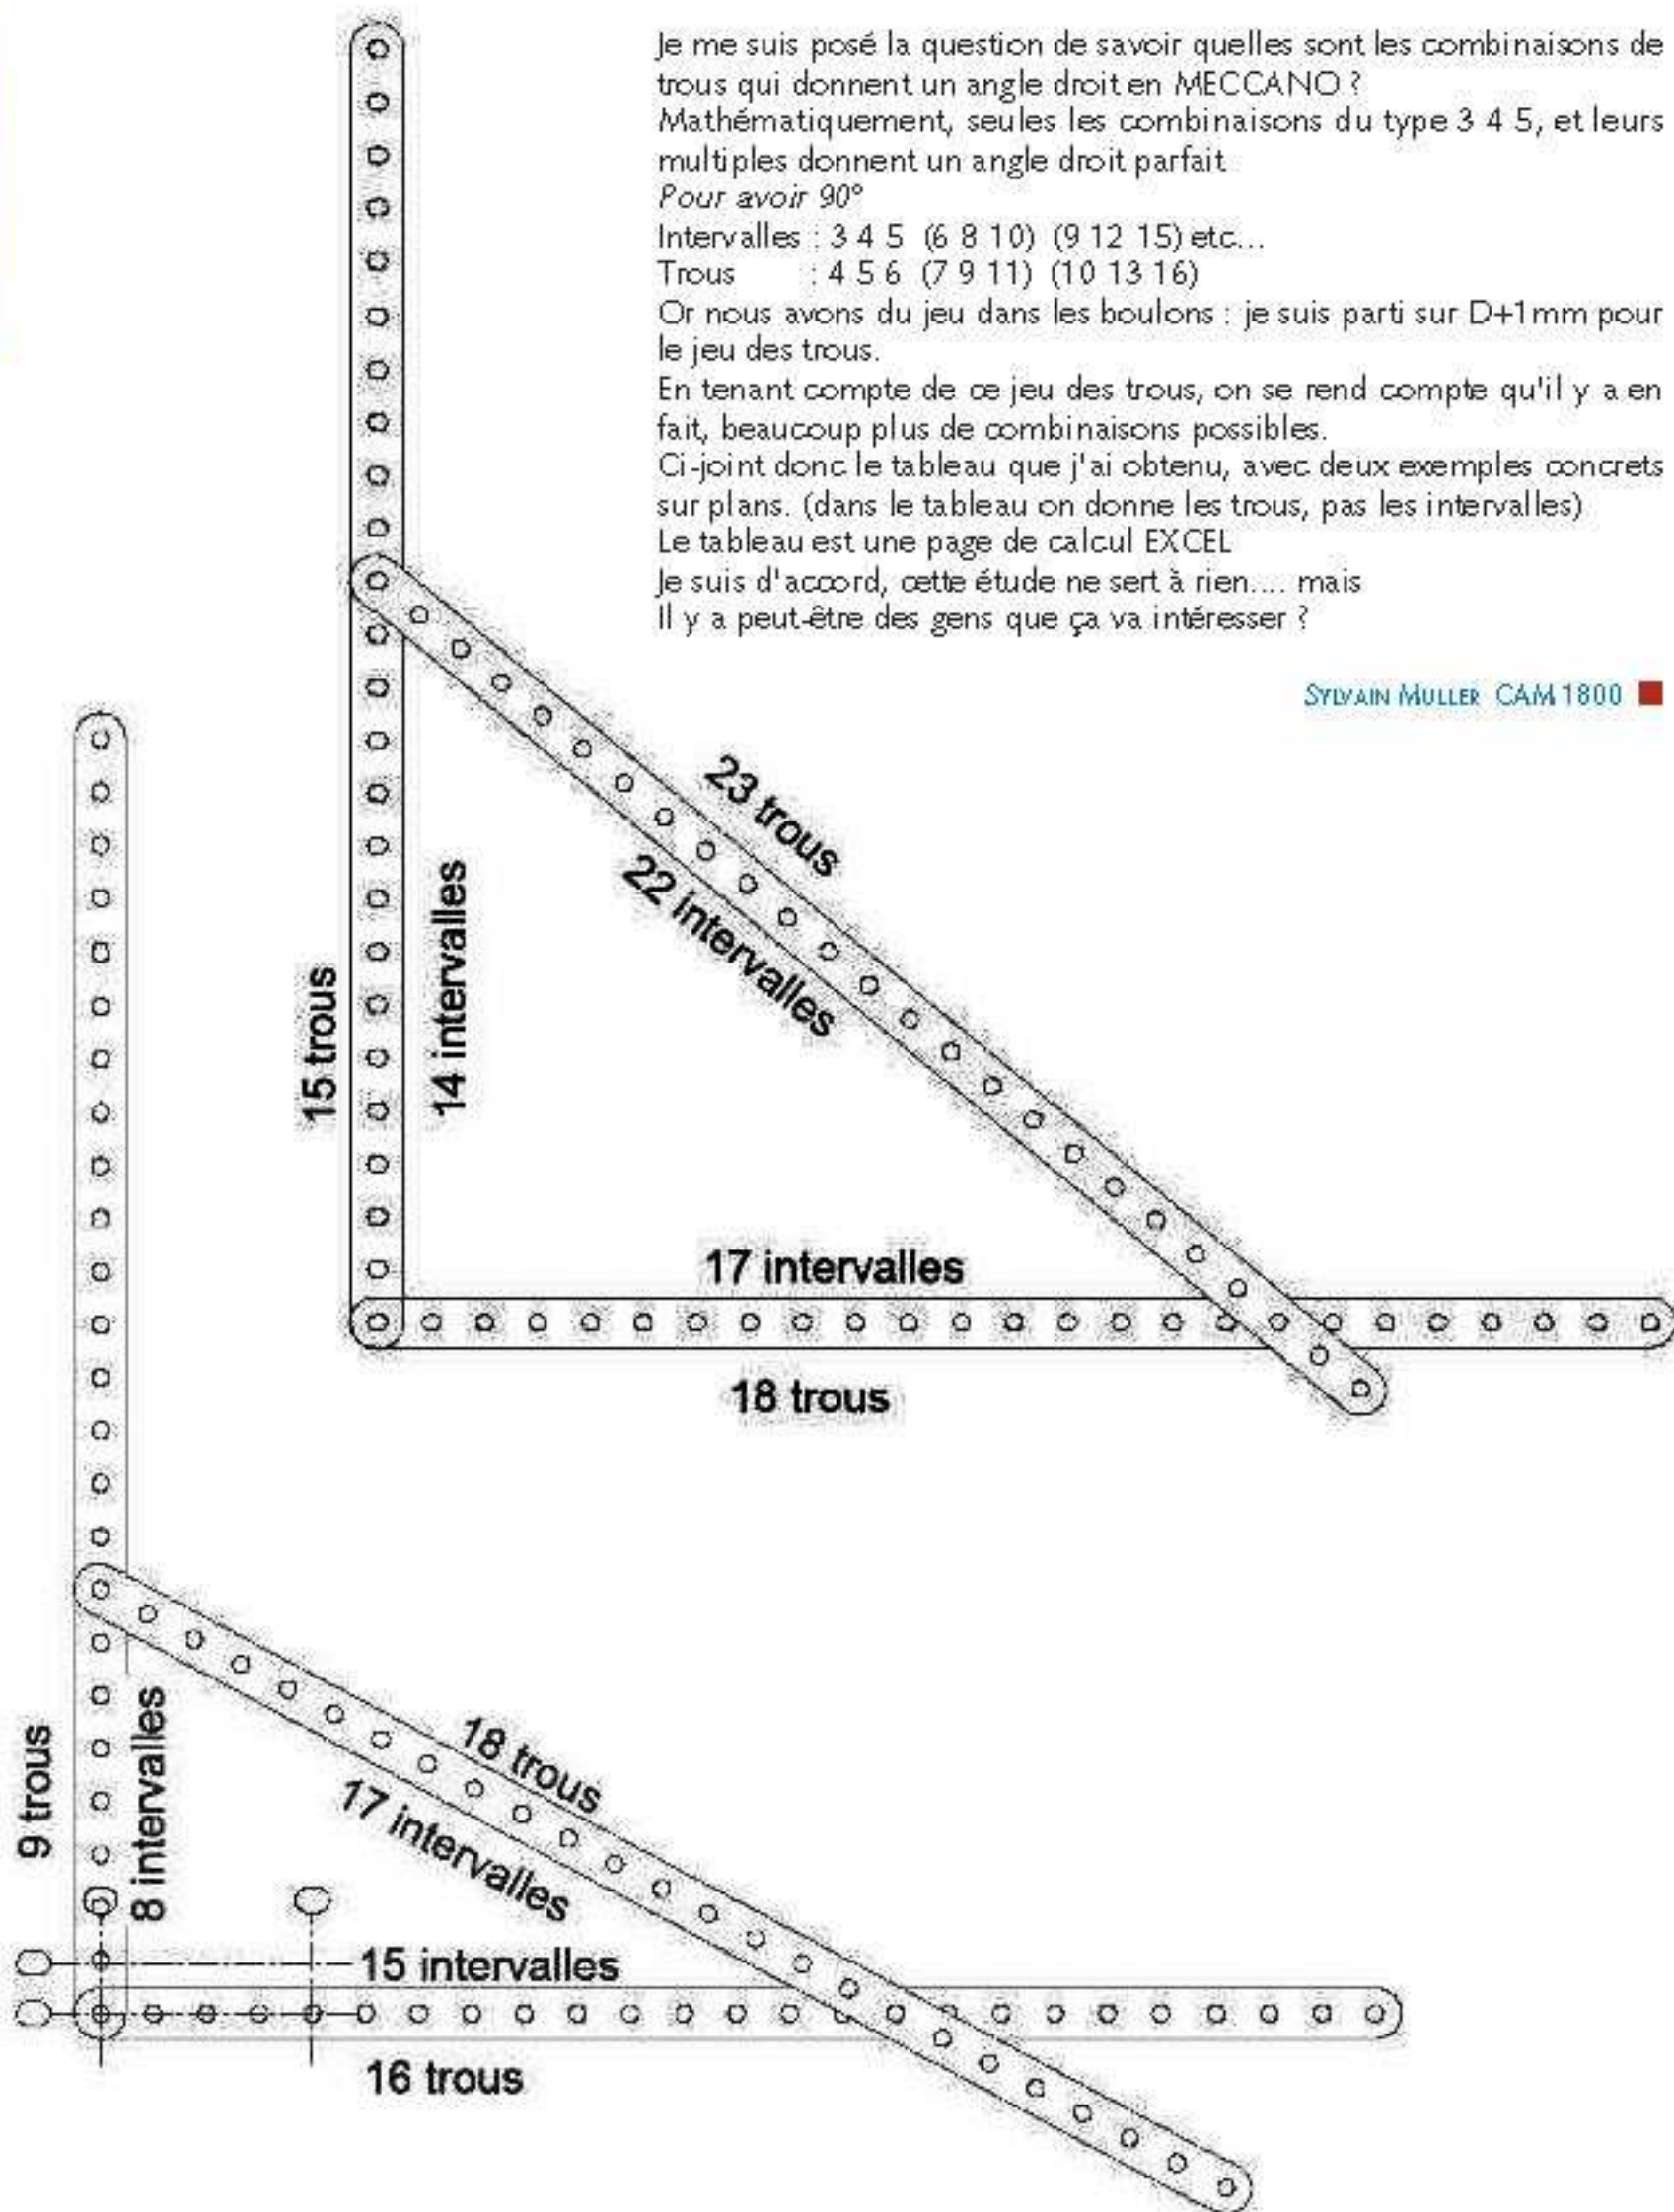 Je me suis posé la question de savoir quelles sont les combinaisons de
trous qui donnent un angle droit en MECCANO ?
Mathématiquement, seules les combinaisons du type 3 4 5, et leurs
multiples donnent un angle droit parfait
Pour avoir 90°
Intervalles : 3 4 5 (6 8 10) (9 12 15) etc...
Trous : 4 5 6 (7 9 11) (10 13 16)
Or nous avons du jeu dans les boulons : je suis parti sur D+1mm pour
le jeu des trous.
En tenant compte de ce jeu des trous, on se rend compte qu'il y a en
fait, beaucoup plus de combinaisons possibles.
Ci-joint donc le tableau que j'ai obtenu, avec deux exemples concrets
sur plans. (dans le tableau on donne les trous, pas les intervalles)
Le tableau est une page de calcul EXCEL
Je suis d'accord, cette étude ne sert à rien.... mais
Il y a peut-être des gens que ça va intéresser ?
SYLVAIN MULLER CAM 1800
23 trous
22 intervalles
15 trous
14 intervalles
17 intervalles
18 trous
18 trous
17 intervalles
9 trous
8 intervalles
15 intervalles
16 trous